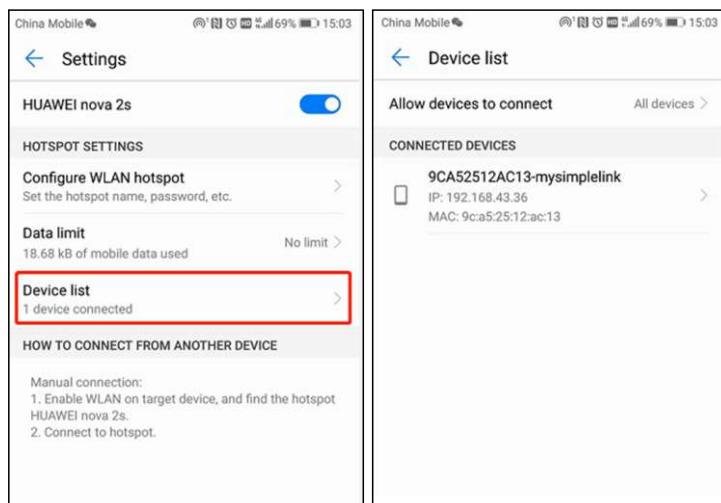 China Mobile 69% 15:03
Settings
HUAWEI nova 2s
HOTSPOT SETTINGS
Configure WLAN hotspot
Set the hotspot name, password, etc.
Data limit
18.68 kB of mobile data used
No limit
Device list
1 device connected
HOW TO CONNECT FROM ANOTHER DEVICE
Manual connection:
1. Enable WLAN on target device, and find the hotspot
HUAWEI nova 2s.
2. Connect to hotspot.
China Mobile 69% 15:03
Device list
Allow devices to connect
All devices
CONNECTED DEVICES
9CA52512AC13-mysimplelink
IP: 192.168.43.36
MAC: 9c:a5:25:12:ac:13